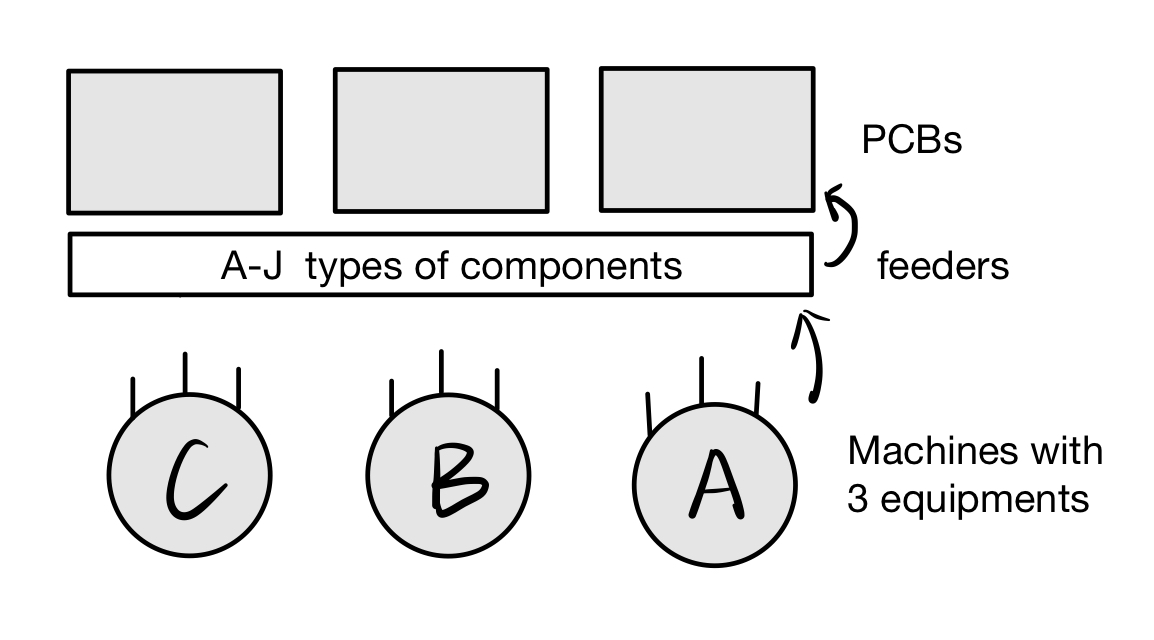 PCBs
A-J types of components
feeders
C
B
A
Machines with
3 equipments